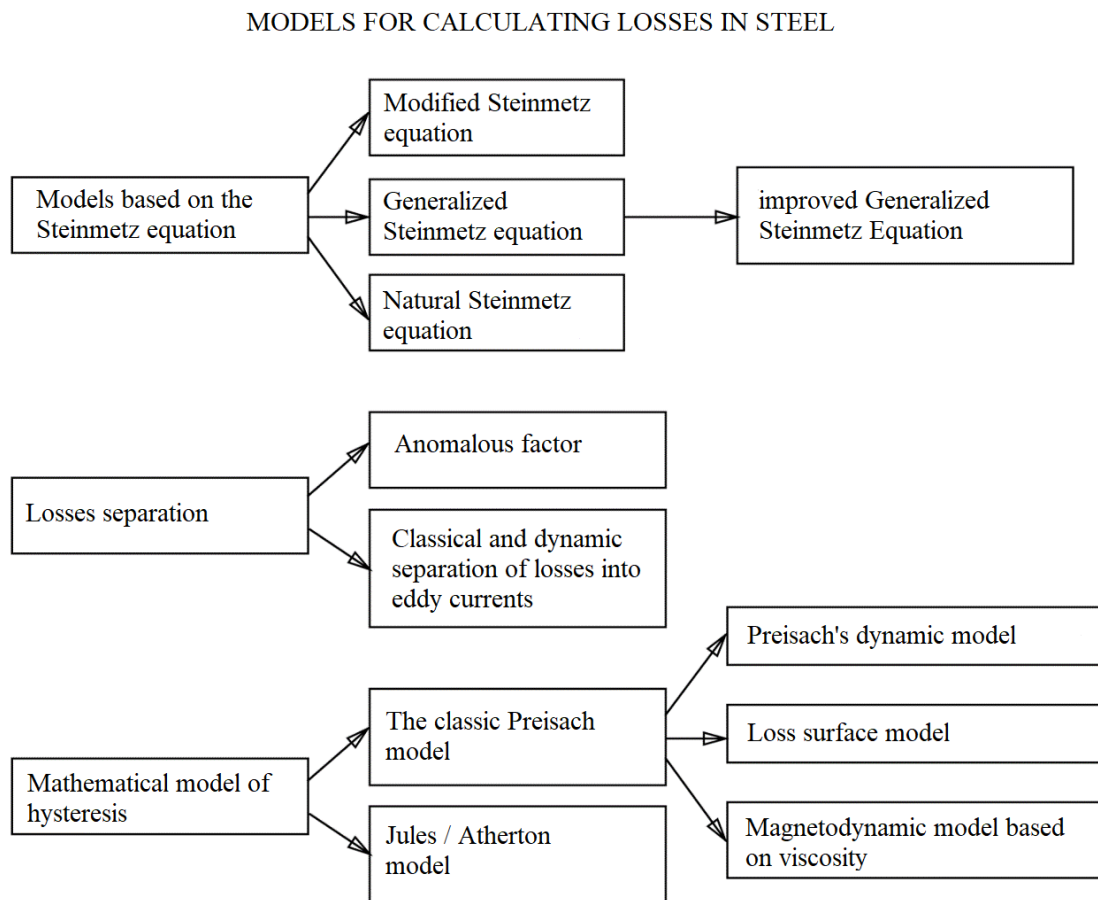 MODELS FOR CALCULATING LOSSES IN STEEL
Modified Steinmetz
equation
Models based on the
Steinmetz equation
Generalized
Steinmetz equation
improved Generalized
Steinmetz Equation
Natural Steinmetz
equation
Anomalous factor
Losses separation
Classical and dynamic
separation of losses into
eddy currents
Preisach's dynamic model
The classic Preisach
model
Loss surface model
Mathematical model of
hysteresis
Jules / Atherton
model
Magnetodynamic model based
on viscosity